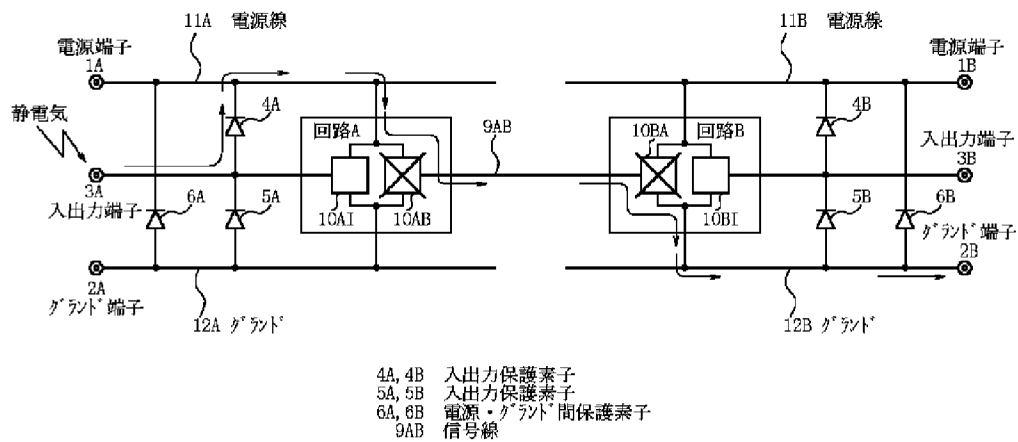 11A 電源線
11B 電源線
電源端子
1A
電源端子
1B
静電気
4A
4B
回路A
9AB
10BA
回路B
入出力端子
3B
3A
入出力端子
6A
5A
10AI
10AB
10BI
5B
6B
グランド端子
2B
2A
グランド端子
12A グランド
12B グランド
4A,4B 入出力保護素子
5A,5B 入出力保護素子
6A,6B 電源・グランド間保護素子
9AB 信号線